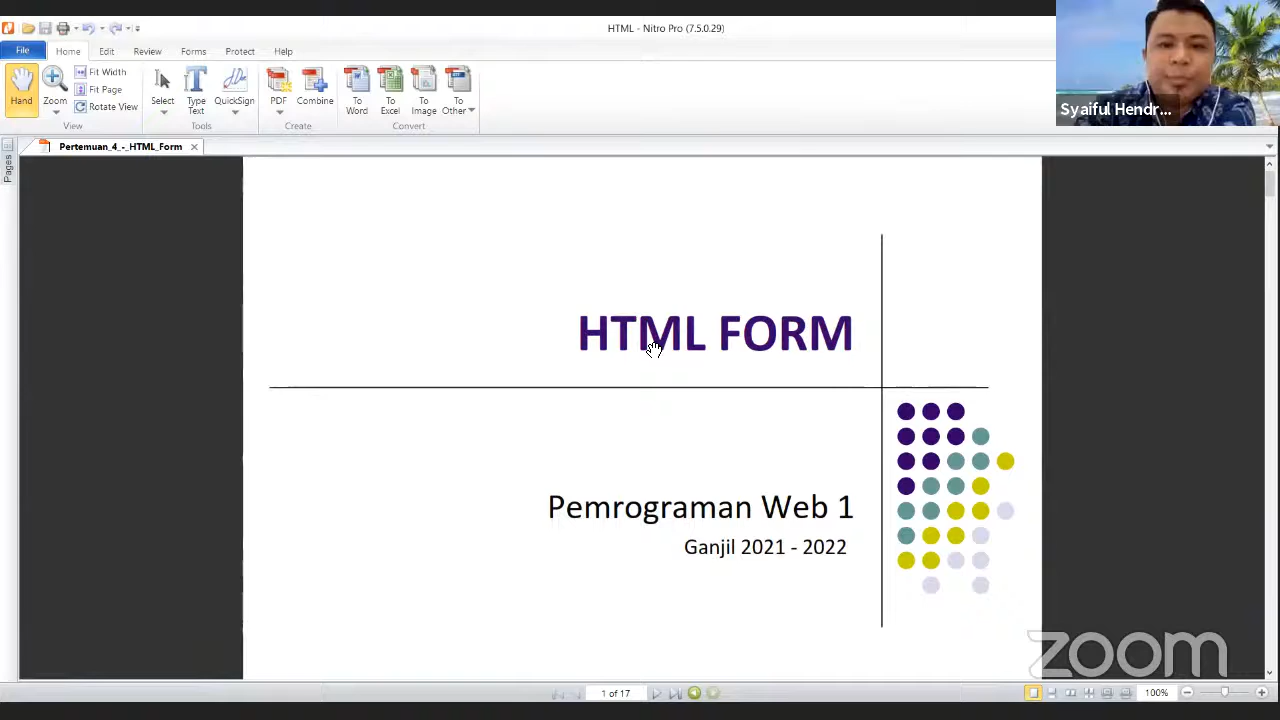 HTML - Nitro Pro (7.5.0.29)
File Home Edit Review Forms Protect Help
Hand
Zoom
Fit Width
Fit Page
Rotate View
View
Select
Type Text
QuickSign
Tools
PDF
Combine
Create
To Word
To Excel
To Image
To Other
Convert
Syaiful Hendr...
Pages
Pertemuan_4_-_HTML_Form
HTML FORM
Pemrograman Web 1
Ganjil 2021 - 2022
zoom
1 of 17
100%